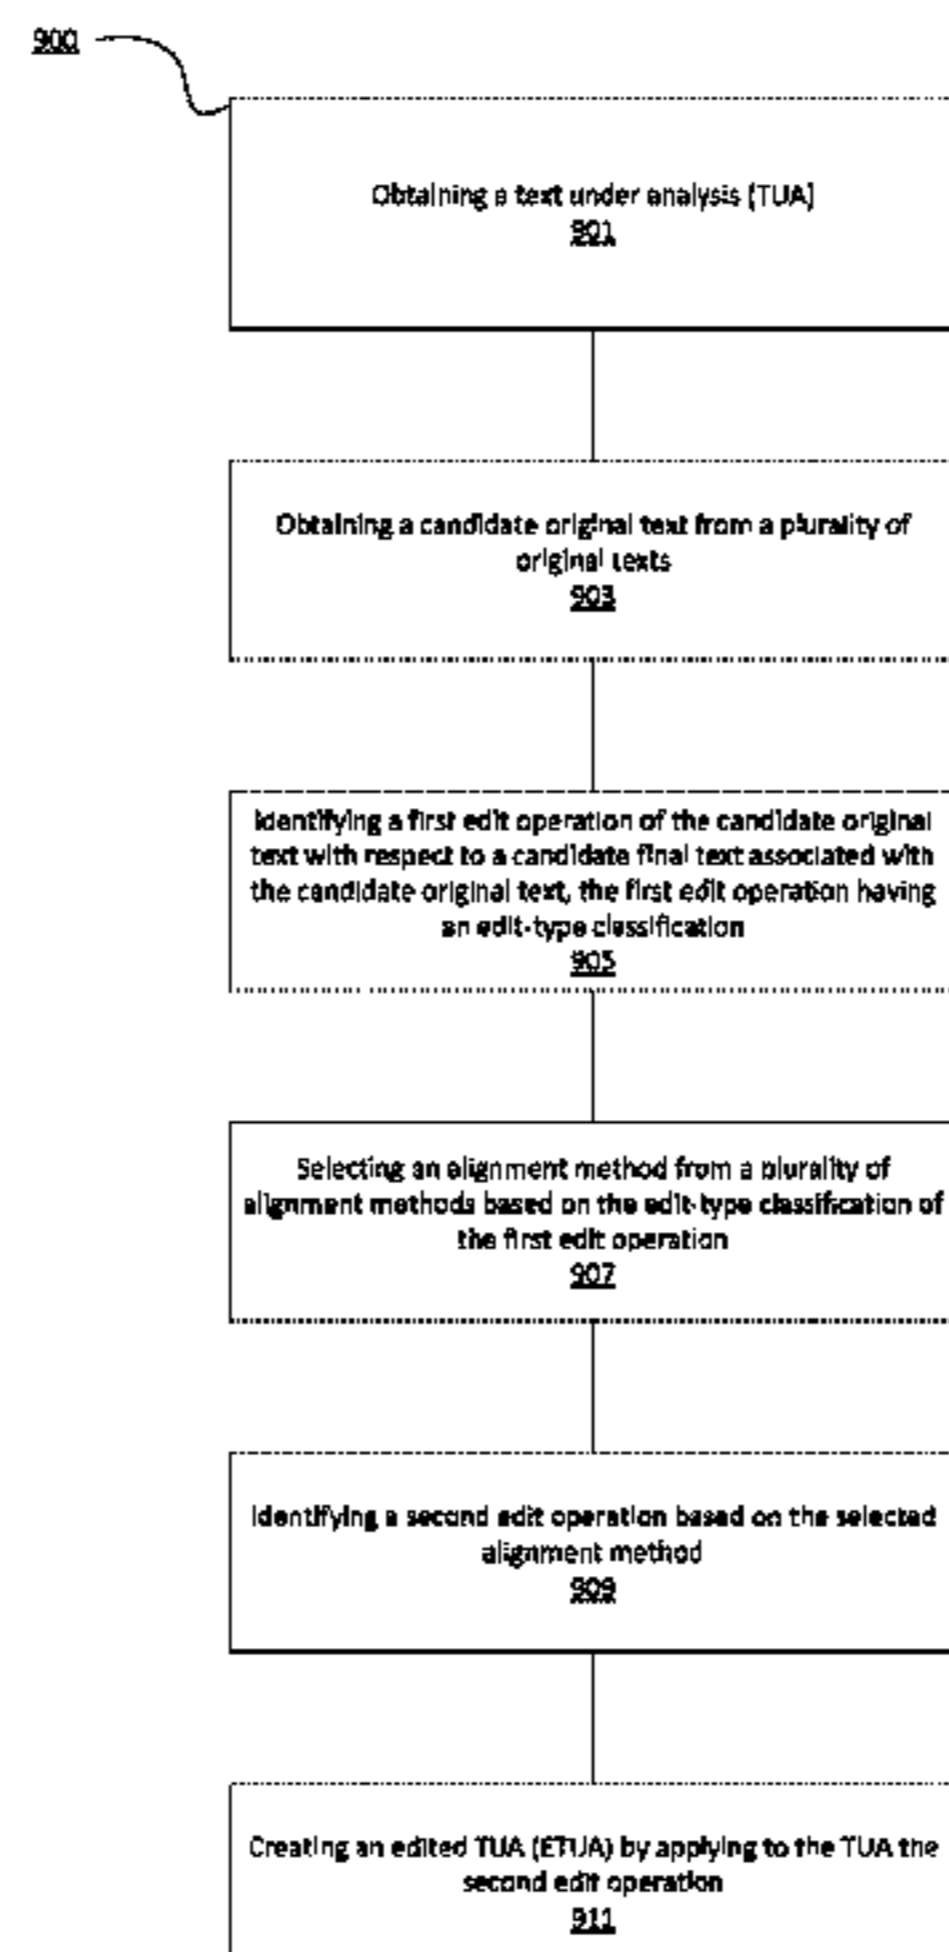 900
Obtaining a text under analysis (TUA)
901
Obtaining a candidate original text from a plurality of
original texts
903
Identifying a first edit operation of the candidate original
text with respect to a candidate final text associated with
the candidate original text, the first edit operation having
an edit-type classification
905
Selecting an alignment method from a plurality of
alignment methods based on the edit-type classification of
the first edit operation
907
Identifying a second edit operation based on the selected
alignment method
909
Creating an edited TUA (ETUA) by applying to the TUA the
second edit operation
911